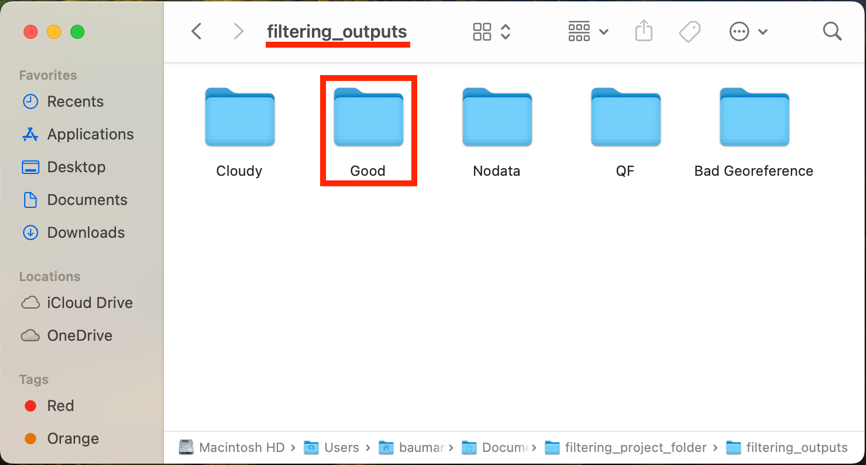 filtering_outputs
Favorites
Recents
Applications
Desktop
Documents
Downloads
Locations
iCloud Drive
OneDrive
Tags
Red
Orange
Cloudy
Good
Nodata
QF
Bad Georeference
Macintosh HD › Users › baumar › Docume › filtering_project_folder › filtering_outputs